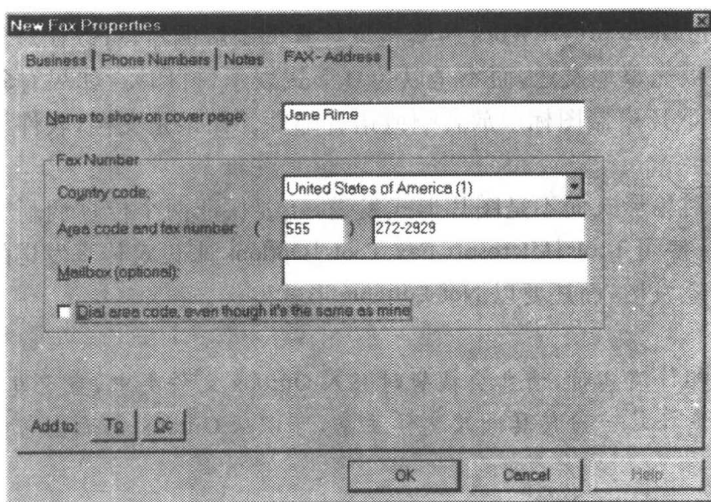 New Fax Properties
Business Phone Numbers Notes FAX - Address
Name to show on cover page: Jane Rime
Fax Number
Country code: United States of America (1)
Area code and fax number: ( 555 ) 272-2929
Mailbox (optional):
Dial area code, even though it's the same as mine
Add to: To Cc
OK Cancel Help